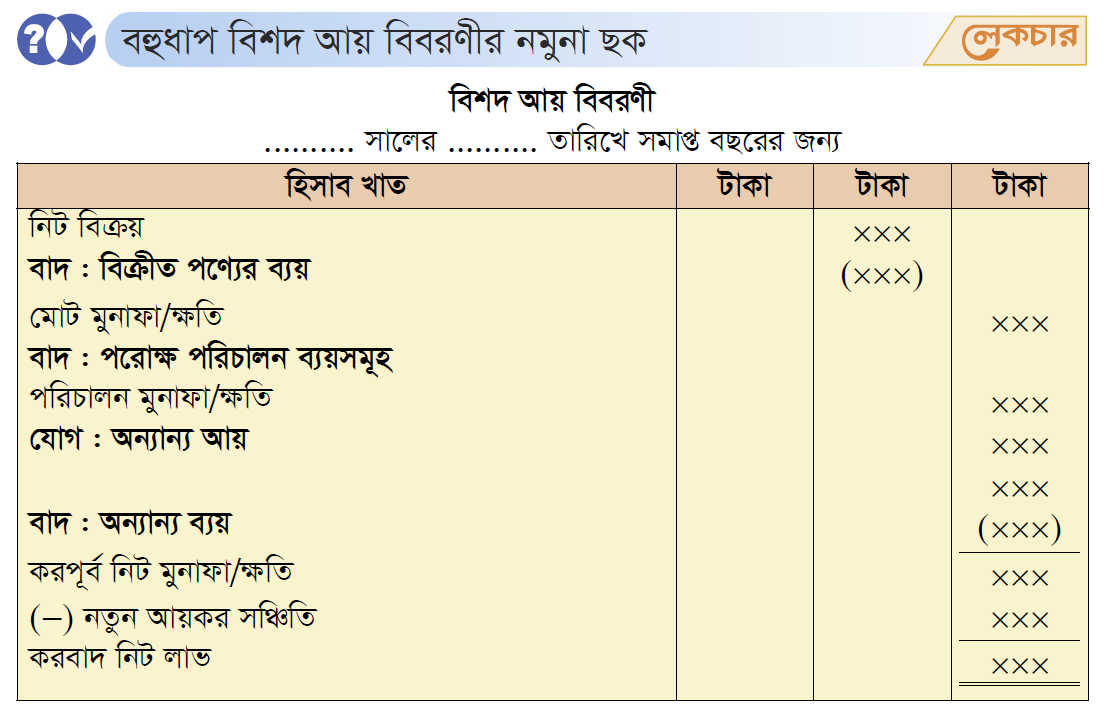 ?
বহুধাপ বিশদ আয় বিবরণীর নমুনা ছক
লেকচার
বিশদ আয় বিবরণী
.......... সালের .......... তারিখে সমাপ্ত বছরের জন্য
হিসাব খাত টাকা টাকা টাকা
নিট বিক্রয় ×××
বাদ : বিক্রীত পণ্যের ব্যয় (×××)
মোট মুনাফা/ক্ষতি ×××
বাদ : পরোক্ষ পরিচালন ব্যয়সমূহ
পরিচালন মুনাফা/ক্ষতি ×××
যোগ : অন্যান্য আয় ×××
×××
বাদ : অন্যান্য ব্যয় (×××)
করপূর্ব নিট মুনাফা/ক্ষতি ×××
(−) নতুন আয়কর সঞ্চিতি ×××
করবাদ নিট লাভ ×××